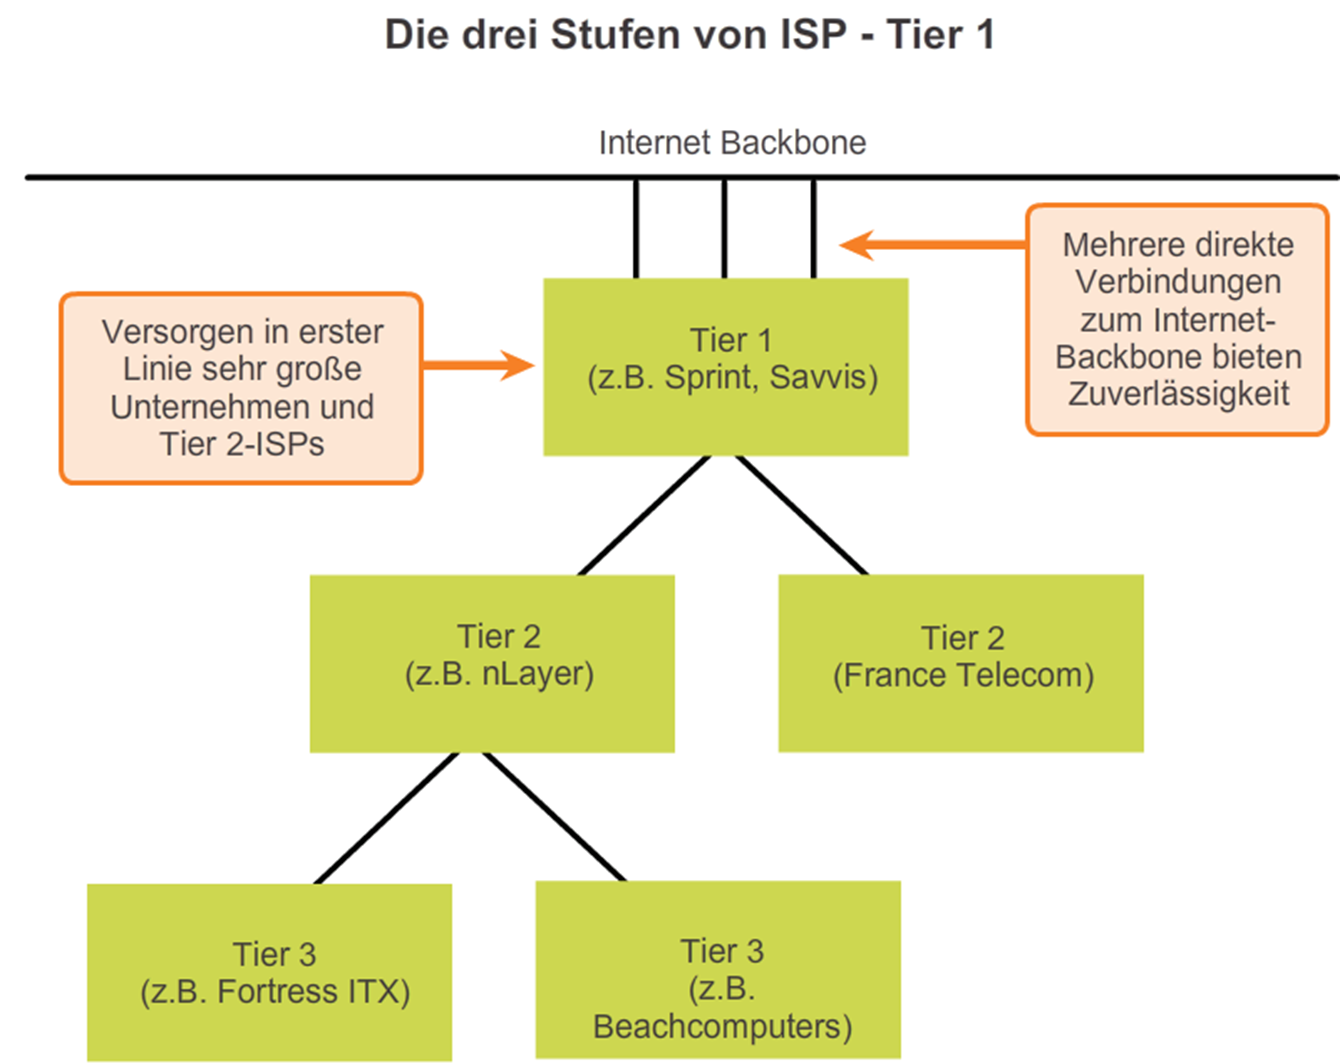 Die drei Stufen von ISP - Tier 1
Internet Backbone
Mehrere direkte
Verbindungen
zum Internet-
Backbone bieten
Zuverlässigkeit
Versorgen in erster
Linie sehr große
Unternehmen und
Tier 2-ISPs
Tier 1
(z.B. Sprint, Savvis)
Tier 2
(z.B. nLayer)
Tier 2
(France Telecom)
Tier 3
(z.B. Fortress ITX)
Tier 3
(z.B.
Beachcomputers)